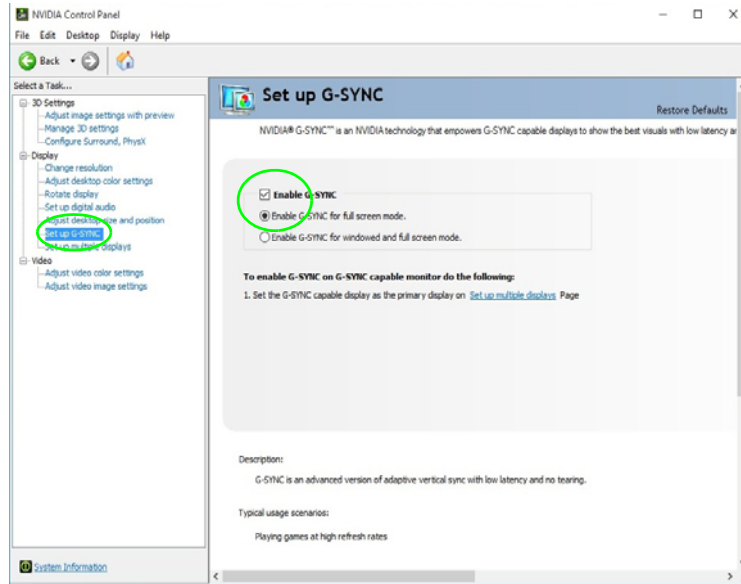 NVIDIA Control Panel
File Edit Desktop Display Help
Back
Select a Task...
3D Settings
Adjust image settings with preview
Manage 3D settings
Configure Surround, PhysX
Display
Change resolution
Adjust desktop color settings
Rotate display
Set up digital audio
Adjust desktop size and position
Set up G-SYNC
Set up multiple displays
Video
Adjust video color settings
Adjust video image settings
System Information
Set up G-SYNC
Restore Defaults
NVIDIA® G-SYNC™ is an NVIDIA technology that empowers G-SYNC capable displays to show the best visuals with low latency ar
Enable G-SYNC
Enable G-SYNC for full screen mode.
Enable G-SYNC for windowed and full screen mode.
To enable G-SYNC on G-SYNC capable monitor do the following:
1. Set the G-SYNC capable display as the primary display on Set up multiple displays Page
Description:
G-SYNC is an advanced version of adaptive vertical sync with low latency and no tearing.
Typical usage scenarios:
Playing games at high refresh rates